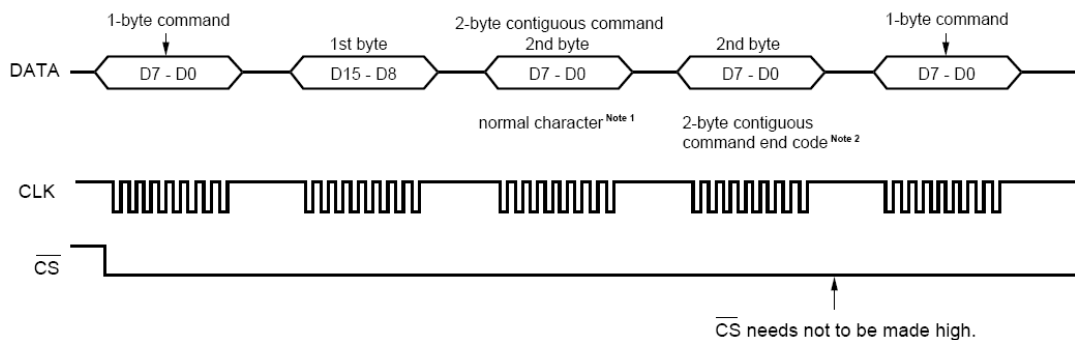 1-byte command
2-byte contiguous command
1-byte command
1st byte
2nd byte
2nd byte
DATA
D7 - D0
D15 - D8
D7 - D0
D7 - D0
D7 - D0
normal character Note 1
2-byte contiguous
command end code Note 2
CLK
CS
CS needs not to be made high.